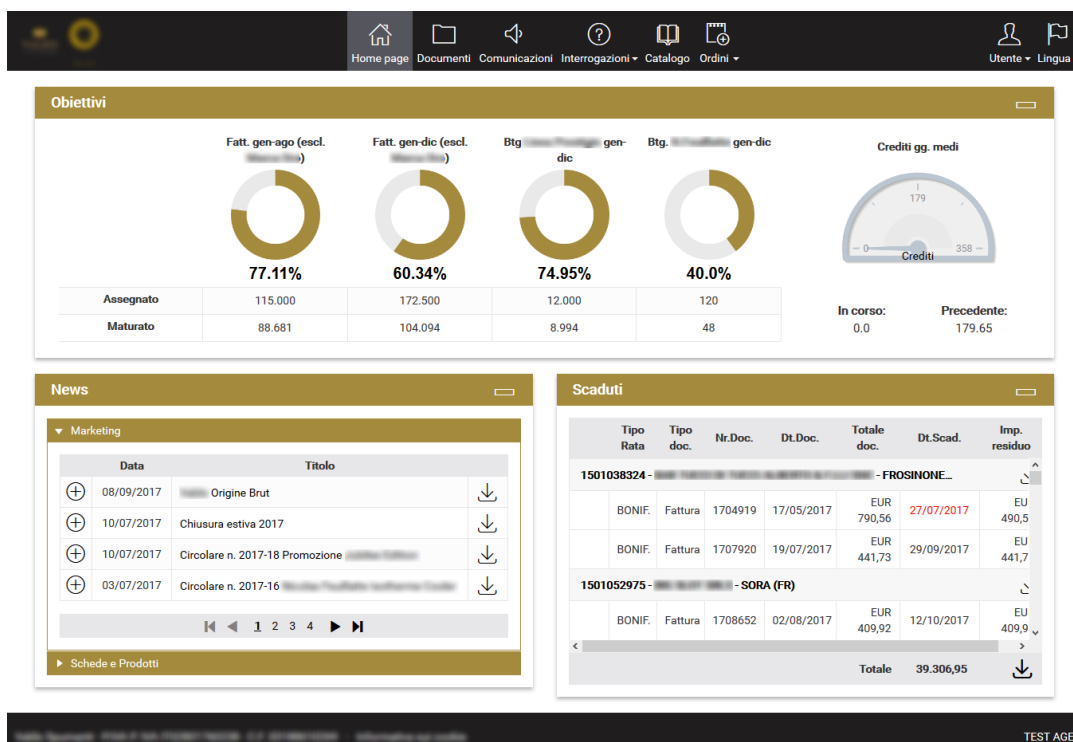 Home page Documenti Comunicazioni Interrogazioni Catalogo Ordini Utente Lingua
Obiettivi
Fatt. gen-ago (escl.
)
Fatt. gen-dic (escl.
)
Btg gen-
dic
Btg. gen-dic
Crediti gg. medi
0 179 358
Crediti
77.11% 60.34% 74.95% 40.0%
Assegnato 115.000 172.500 12.000 120
Maturato 88.681 104.094 8.994 48
In corso: Precedente:
0.0 179.65
News
Marketing
Data Titolo
08/09/2017 Origine Brut
10/07/2017 Chiusura estiva 2017
10/07/2017 Circolare n. 2017-18 Promozione
03/07/2017 Circolare n. 2017-16
1 2 3 4
Schede e Prodotti
Scaduti
Tipo Rata Tipo doc. Nr.Doc. Dt.Doc. Totale doc. Dt.Scad. Imp. residuo
1501038324 - - FROSINONE...
BONIF. Fattura 1704919 17/05/2017 EUR 790,56 27/07/2017 EU 490,5
BONIF. Fattura 1707920 19/07/2017 EUR 441,73 29/09/2017 EU 441,7
1501052975 - - SORA (FR)
BONIF. Fattura 1708652 02/08/2017 EUR 409,92 12/10/2017 EU 409,9
Totale 39.306,95
TEST AGE